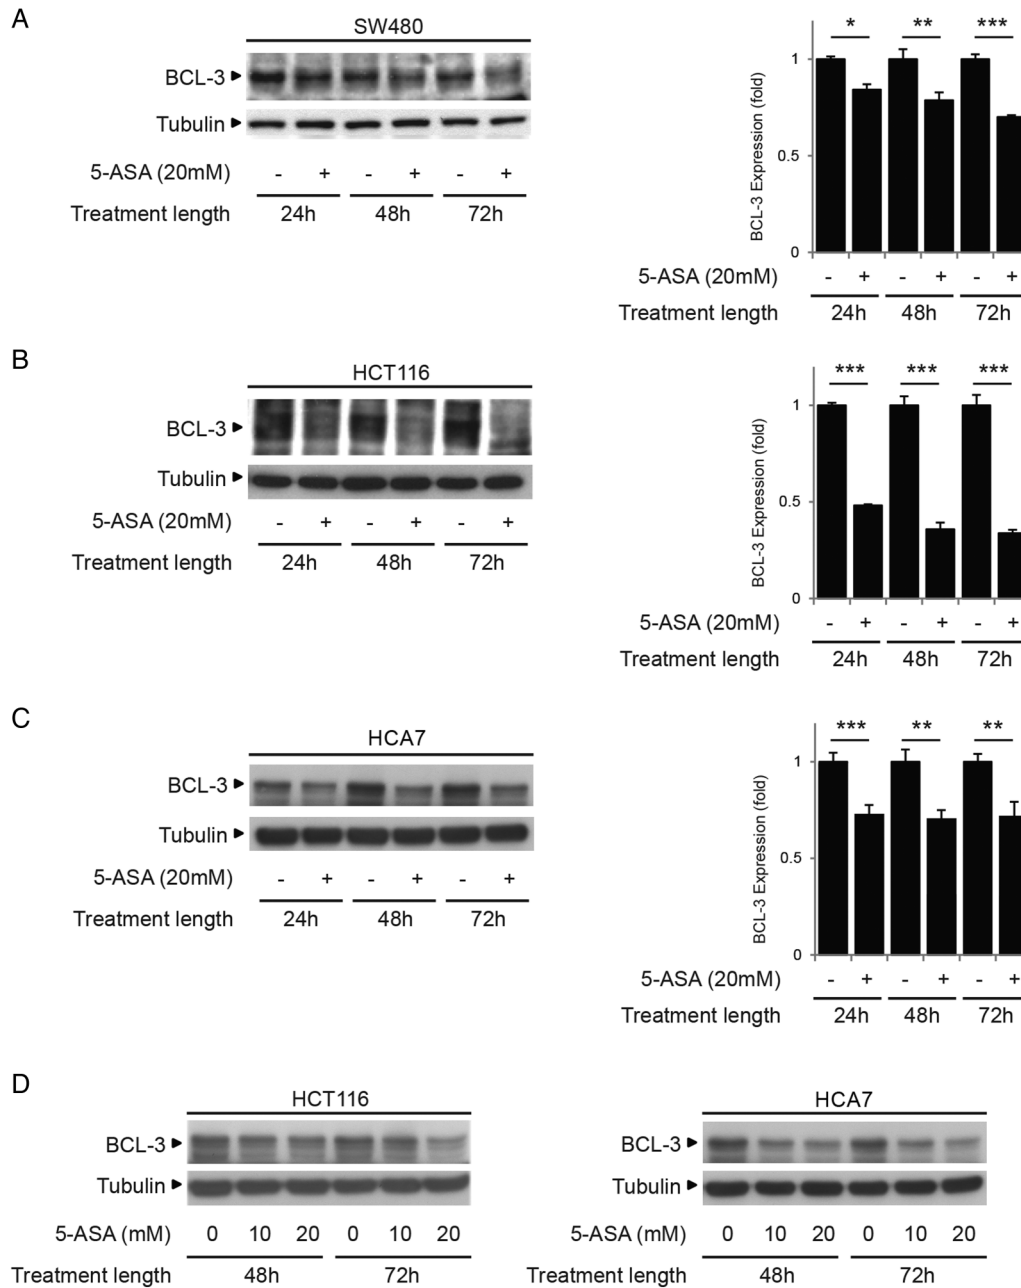 A
SW480
BCL-3
Tubulin
5-ASA (20mM) - + - + - +
Treatment length 24h 48h 72h
* ** ***
1
0.5
0
BCL-3 Expression (fold)
5-ASA (20mM) - + - + - +
Treatment length 24h 48h 72h
B
HCT116
BCL-3
Tubulin
5-ASA (20mM) - + - + - +
Treatment length 24h 48h 72h
*** *** ***
1
0.5
0
BCL-3 Expression (fold)
5-ASA (20mM) - + - + - +
Treatment length 24h 48h 72h
C
HCA7
BCL-3
Tubulin
5-ASA (20mM) - + - + - +
Treatment length 24h 48h 72h
*** ** **
1
0.5
0
BCL-3 Expression (fold)
5-ASA (20mM) - + - + - +
Treatment length 24h 48h 72h
D
HCT116
BCL-3
Tubulin
5-ASA (mM) 0 10 20 0 10 20
Treatment length 48h 72h
HCA7
BCL-3
Tubulin
5-ASA (mM) 0 10 20 0 10 20
Treatment length 48h 72h